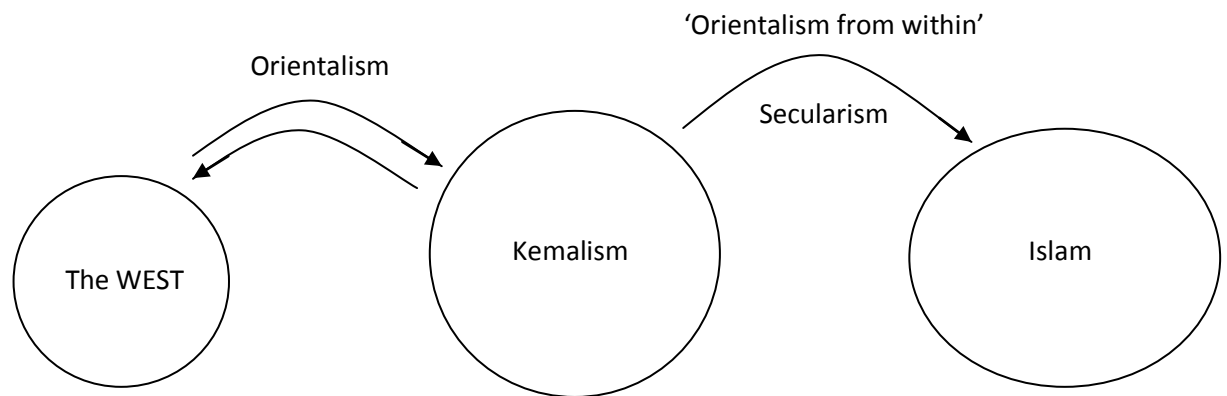 ‘Orientalism from within’
Orientalism
Secularism
The WEST
Kemalism
Islam